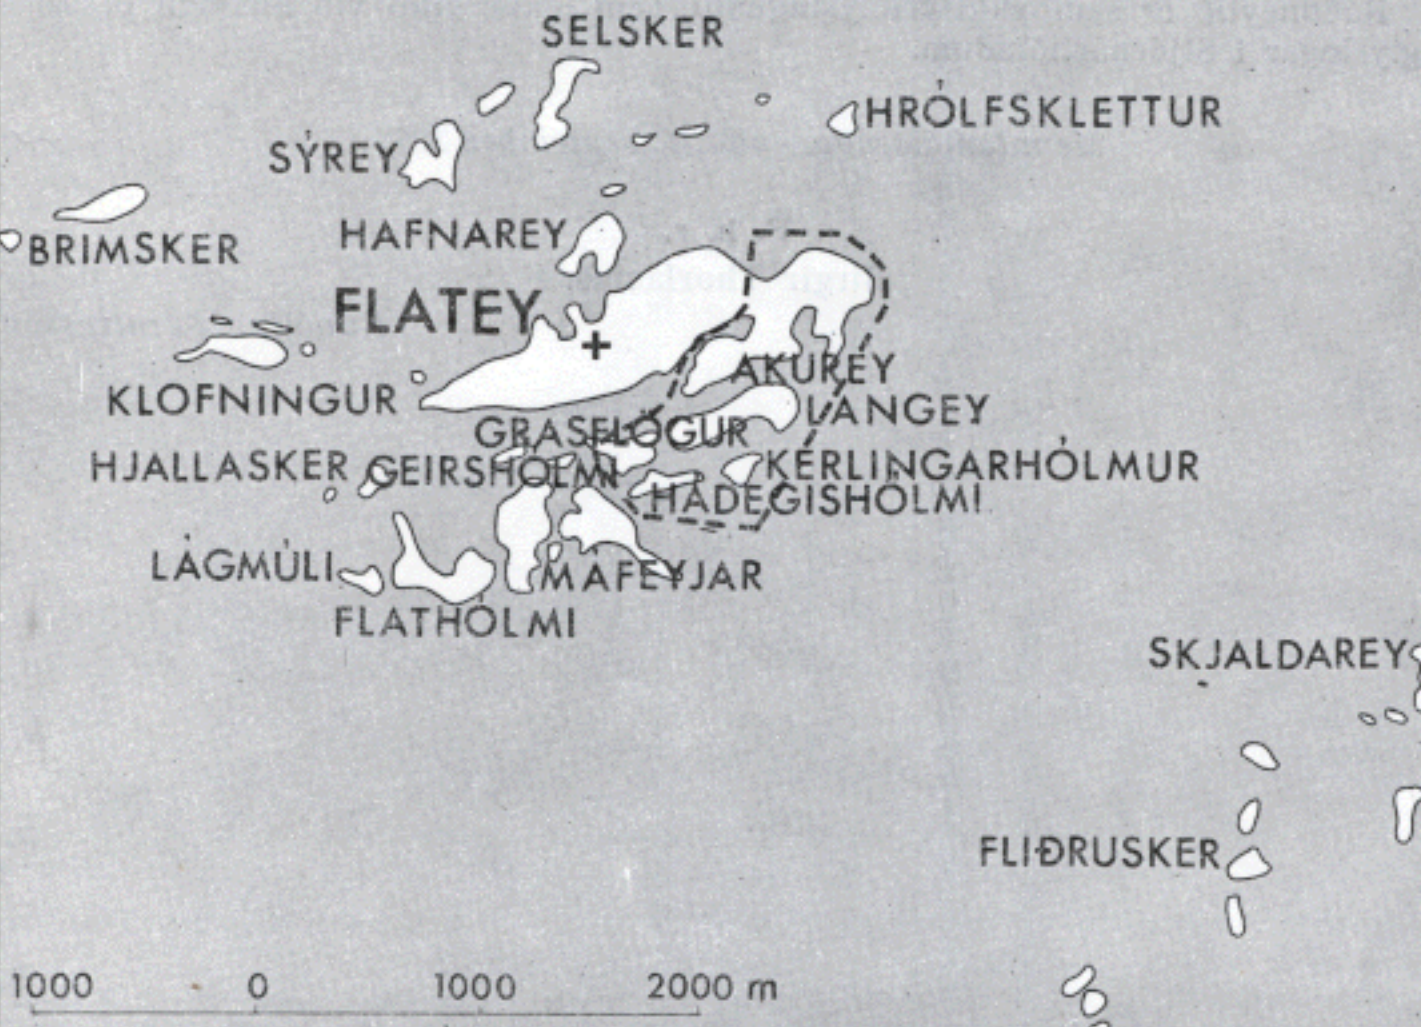 SELSKER
HRÓLFSKLETTUR
SÝREY
HAFNAREY
BRIMSKER
FLATEY
AKUREY
KLOFNINGUR
LANGEY
GRASFLÖGUR
HJALLASKER
GEIRSHÓLMI
KERLINGARHÓLMUR
HÁDEGISHÓLMI
LÁGMÚLI
MÁFEYJAR
FLATHÓLMI
SKJALDAREY
FLIÐRUSKER
1000 0 1000 2000 m